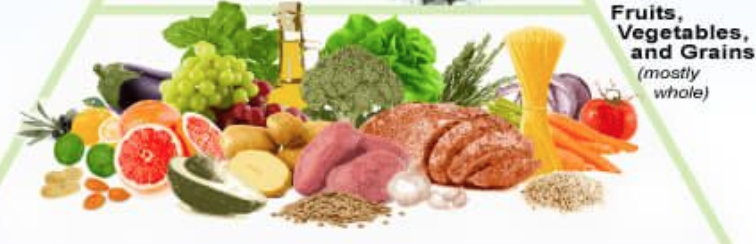 Fruits,
Vegetables,
and Grains
(mostly
whole)